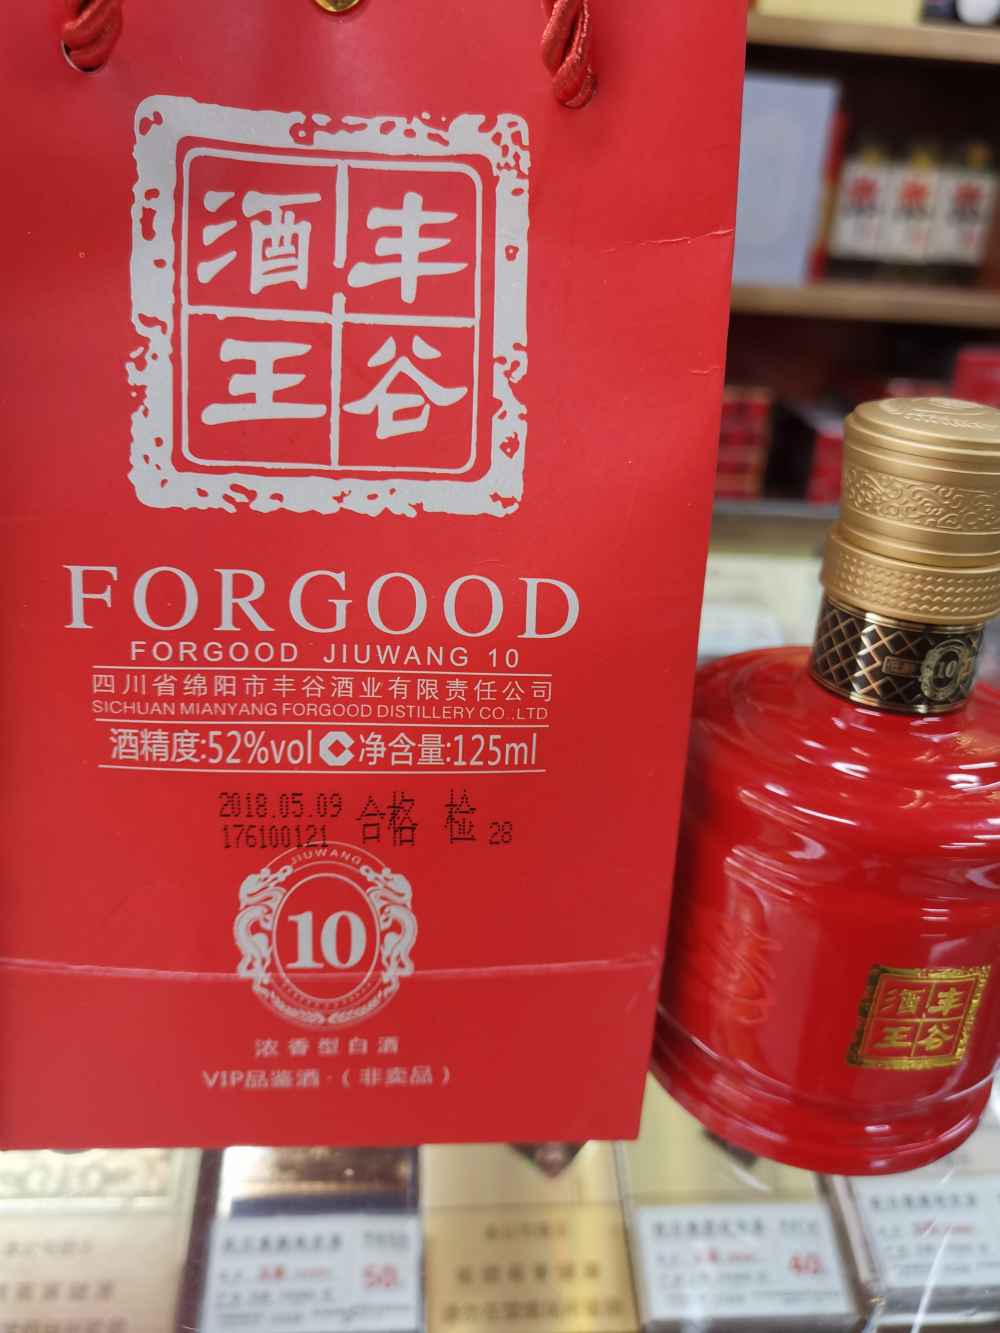 丰谷
酒王
FORGOOD
FORGOOD JIUWANG 10
四川省绵阳市丰谷酒业有限责任公司
SICHUAN MIANYANG FORGOOD DISTILLERY CO.,LTD
酒精度:52%vol 净含量:125ml
2018.05.09 合格 检 28
176100121
JIUWANG
10
浓香型白酒
VIP品鉴酒·(非卖品)
10
丰谷
酒王
50.
40.